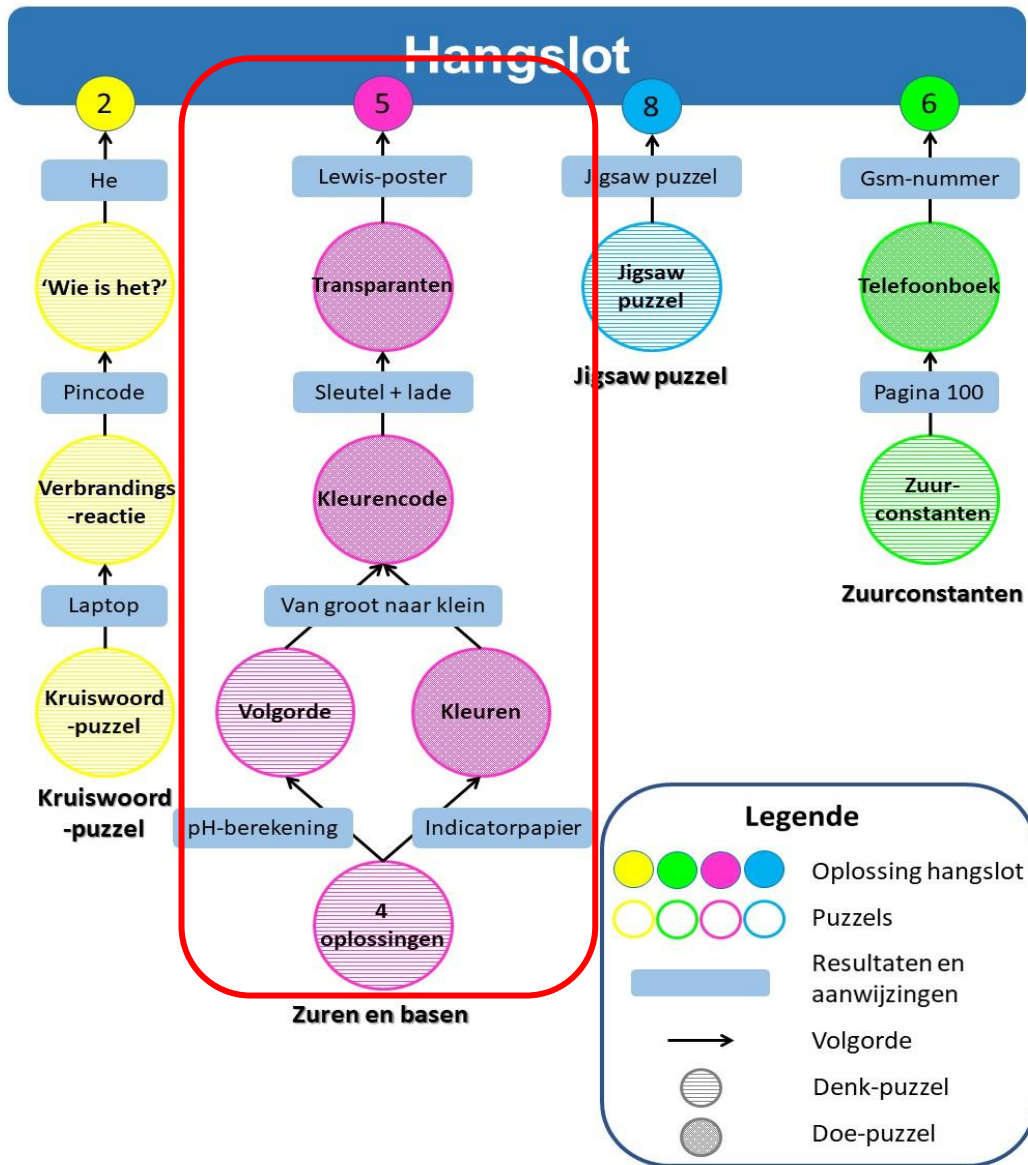 Hangslot
2
He
'Wie is het?'
Pincode
Verbrandings
-reactie
Laptop
Kruiswoord
-puzzel
Kruiswoord
-puzzel
5
Lewis-poster
Transparanten
Sleutel + lade
Kleurencode
Van groot naar klein
Volgorde
Kleuren
pH-berekening
Indicatorpapier
4
oplossingen
Zuren en basen
8
Jigsaw puzzel
Jigsaw
puzzel
Jigsaw puzzel
6
Gsm-nummer
Telefoonboek
Pagina 100
Zuur-
constanten
Zuurconstanten
Legende
Oplossing hangslot
Puzzels
Resultaten en
aanwijzingen
Volgorde
Denk-puzzel
Doe-puzzel